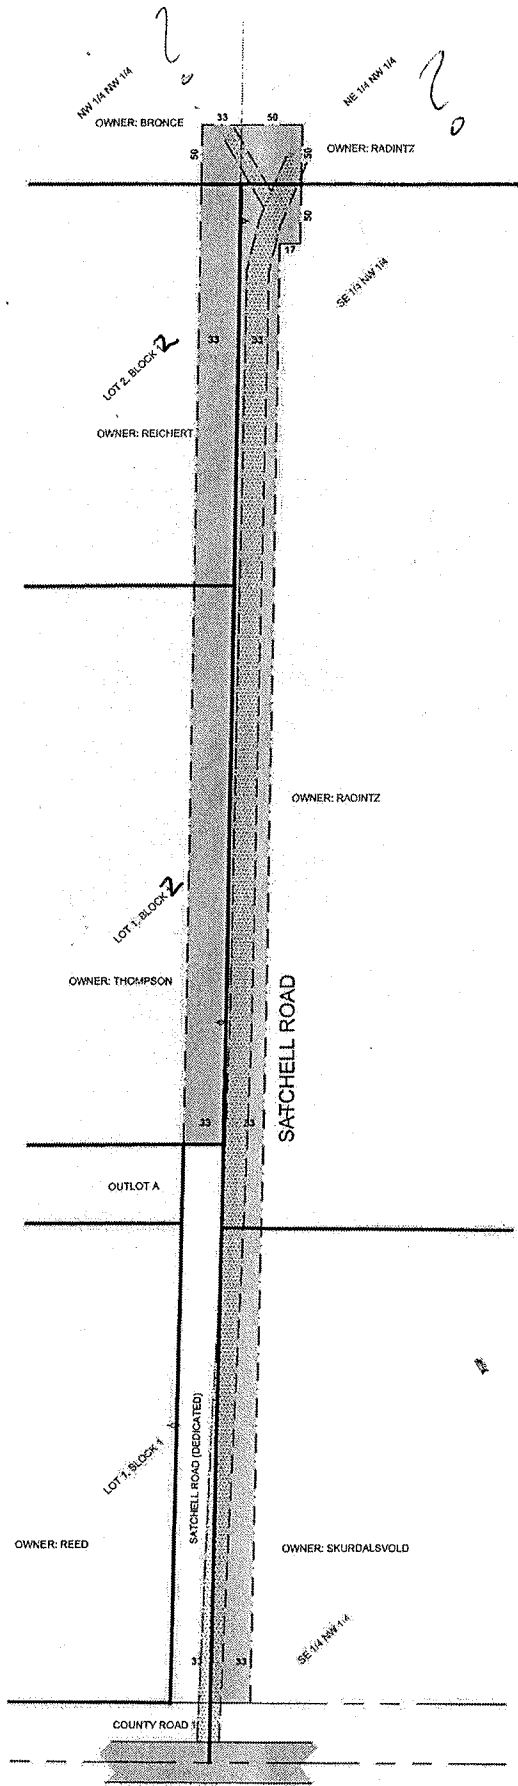 ? ?
NW 1/4 NW 1/4
NE 1/4 NW 1/4
OWNER: BRONCE
33 50
OWNER: RADINTZ
50 50
50
17
SE 1/4 NW 1/4
33 33
LOT 2, BLOCK 2
OWNER: REICHERT
OWNER: RADINTZ
LOT 1, BLOCK 2
OWNER: THOMPSON
SATCHELL ROAD
33 33
OUTLOT A
SATCHELL ROAD (DEDICATED)
LOT 1, BLOCK 1
OWNER: REED
OWNER: SKURDALSVOLD
SE 1/4 NW 1/4
33 33
COUNTY ROAD 1